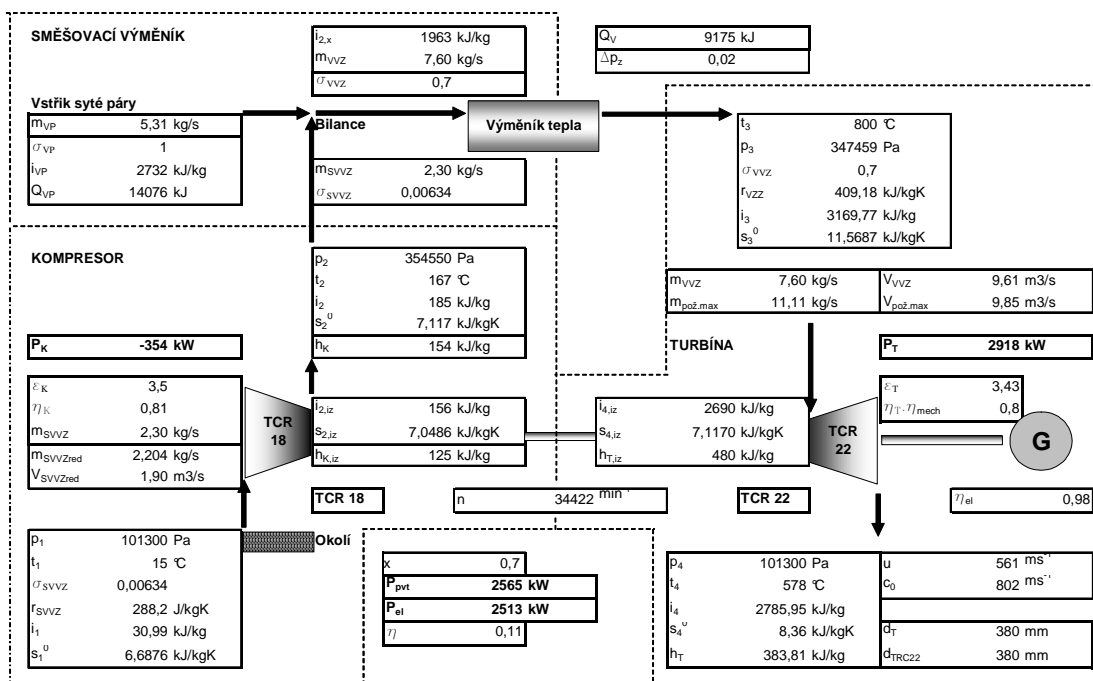 SMĚŠOVACÍ VÝMĚNÍK
i2,x 1963 kJ/kg
mVVZ 7,60 kg/s
σVVZ 0,7
QV 9175 kJ
Δpz 0,02
Vstřik syté páry
mVP 5,31 kg/s
σVP 1
iVP 2732 kJ/kg
QVP 14076 kJ
Bilance
mSVVZ 2,30 kg/s
σSVVZ 0,00634
Výměník tepla
t3 800 °C
p3 347459 Pa
σVVZ 0,7
rVZZ 409,18 kJ/kgK
i3 3169,77 kJ/kg
s3⁰ 11,5687 kJ/kgK
KOMPRESOR
p2 354550 Pa
t2 167 °C
i2 185 kJ/kg
s2⁰ 7,117 kJ/kgK
hK 154 kJ/kg
mVVZ 7,60 kg/s VVVZ 9,61 m3/s
mpož.max 11,11 kg/s Vpož.max 9,85 m3/s
PK -354 kW
TURBÍNA
PT 2918 kW
εK 3,5
ηK 0,81
mSVVZ 2,30 kg/s
mSVVZred 2,204 kg/s
VSVVZred 1,90 m3/s
TCR 18
i2,iz 156 kJ/kg
s2,iz 7,0486 kJ/kgK
hK,iz 125 kJ/kg
i4,iz 2690 kJ/kg
s4,iz 7,1170 kJ/kgK
hT,iz 480 kJ/kg
TCR 22
εT 3,43
ηT.ηmech 0,8
G
TCR 18
n 34422 min
TCR 22
ηel 0,98
p1 101300 Pa
t1 15 °C
σSVVZ 0,00634
rSVVZ 288,2 J/kgK
i1 30,99 kJ/kg
s1⁰ 6,6876 kJ/kgK
Okolí
x 0,7
Ppvt 2565 kW
Pel 2513 kW
η 0,11
p4 101300 Pa
t4 578 °C
i4 2785,95 kJ/kg
s4⁰ 8,36 kJ/kgK
hT 383,81 kJ/kg
u 561 ms⁻¹
c0 802 ms⁻¹
dT 380 mm
dTRC22 380 mm